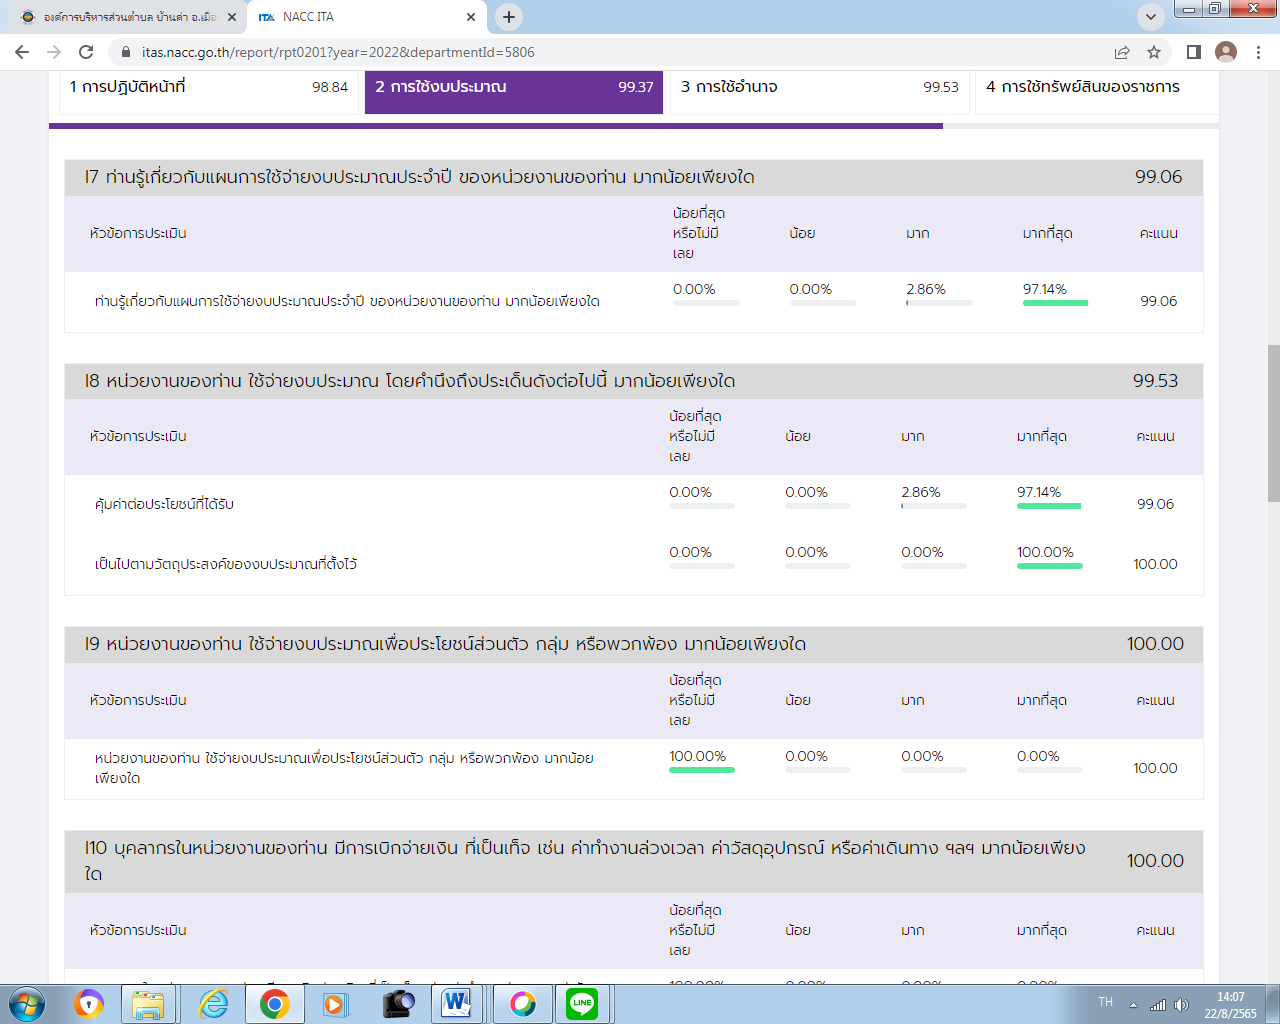 องค์การบริหารส่วนตำบล บ้านค่า อ.เมือ
ITA NACC ITA
itas.nacc.go.th/report/rpt0201?year=2022&departmentId=5806
1 การปฏิบัติหน้าที่ 98.84 2 การใช้งบประมาณ 99.37 3 การใช้อำนาจ 99.53 4 การใช้ทรัพย์สินของราชการ
I7 ท่านรู้เกี่ยวกับแผนการใช้จ่ายงบประมาณประจำปี ของหน่วยงานของท่าน มากน้อยเพียงใด 99.06
หัวข้อการประเมิน น้อยที่สุด หรือไม่มี เลย น้อย มาก มากที่สุด คะแนน
ท่านรู้เกี่ยวกับแผนการใช้จ่ายงบประมาณประจำปี ของหน่วยงานของท่าน มากน้อยเพียงใด 0.00% 0.00% 2.86% 97.14% 99.06
I8 หน่วยงานของท่าน ใช้จ่ายงบประมาณ โดยคำนึงถึงประเด็นดังต่อไปนี้ มากน้อยเพียงใด 99.53
หัวข้อการประเมิน น้อยที่สุด หรือไม่มี เลย น้อย มาก มากที่สุด คะแนน
คุ้มค่าต่อประโยชน์ที่ได้รับ 0.00% 0.00% 2.86% 97.14% 99.06
เป็นไปตามวัตถุประสงค์ของงบประมาณที่ตั้งไว้ 0.00% 0.00% 0.00% 100.00% 100.00
I9 หน่วยงานของท่าน ใช้จ่ายงบประมาณเพื่อประโยชน์ส่วนตัว กลุ่ม หรือพวกพ้อง มากน้อยเพียงใด 100.00
หัวข้อการประเมิน น้อยที่สุด หรือไม่มี เลย น้อย มาก มากที่สุด คะแนน
หน่วยงานของท่าน ใช้จ่ายงบประมาณเพื่อประโยชน์ส่วนตัว กลุ่ม หรือพวกพ้อง มากน้อย
เพียงใด 100.00% 0.00% 0.00% 0.00% 100.00
I10 บุคลากรในหน่วยงานของท่าน มีการเบิกจ่ายเงิน ที่เป็นเท็จ เช่น ค่าทำงานล่วงเวลา ค่าวัสดุอุปกรณ์ หรือค่าเดินทาง ฯลฯ มากน้อยเพียง
ใด 100.00
หัวข้อการประเมิน น้อยที่สุด หรือไม่มี เลย น้อย มาก มากที่สุด คะแนน
LINE
TH 14:07
22/8/2565